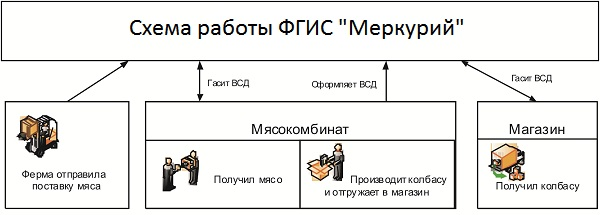 Схема работы ФГИС "Меркурий"
Гасит ВСД
Оформляет ВСД
Гасит ВСД
Ферма отправила
поставку мяса
Мясокомбинат
Получил мясо
Производит колбасу
и отгружает в магазин
Магазин
Получил колбасу